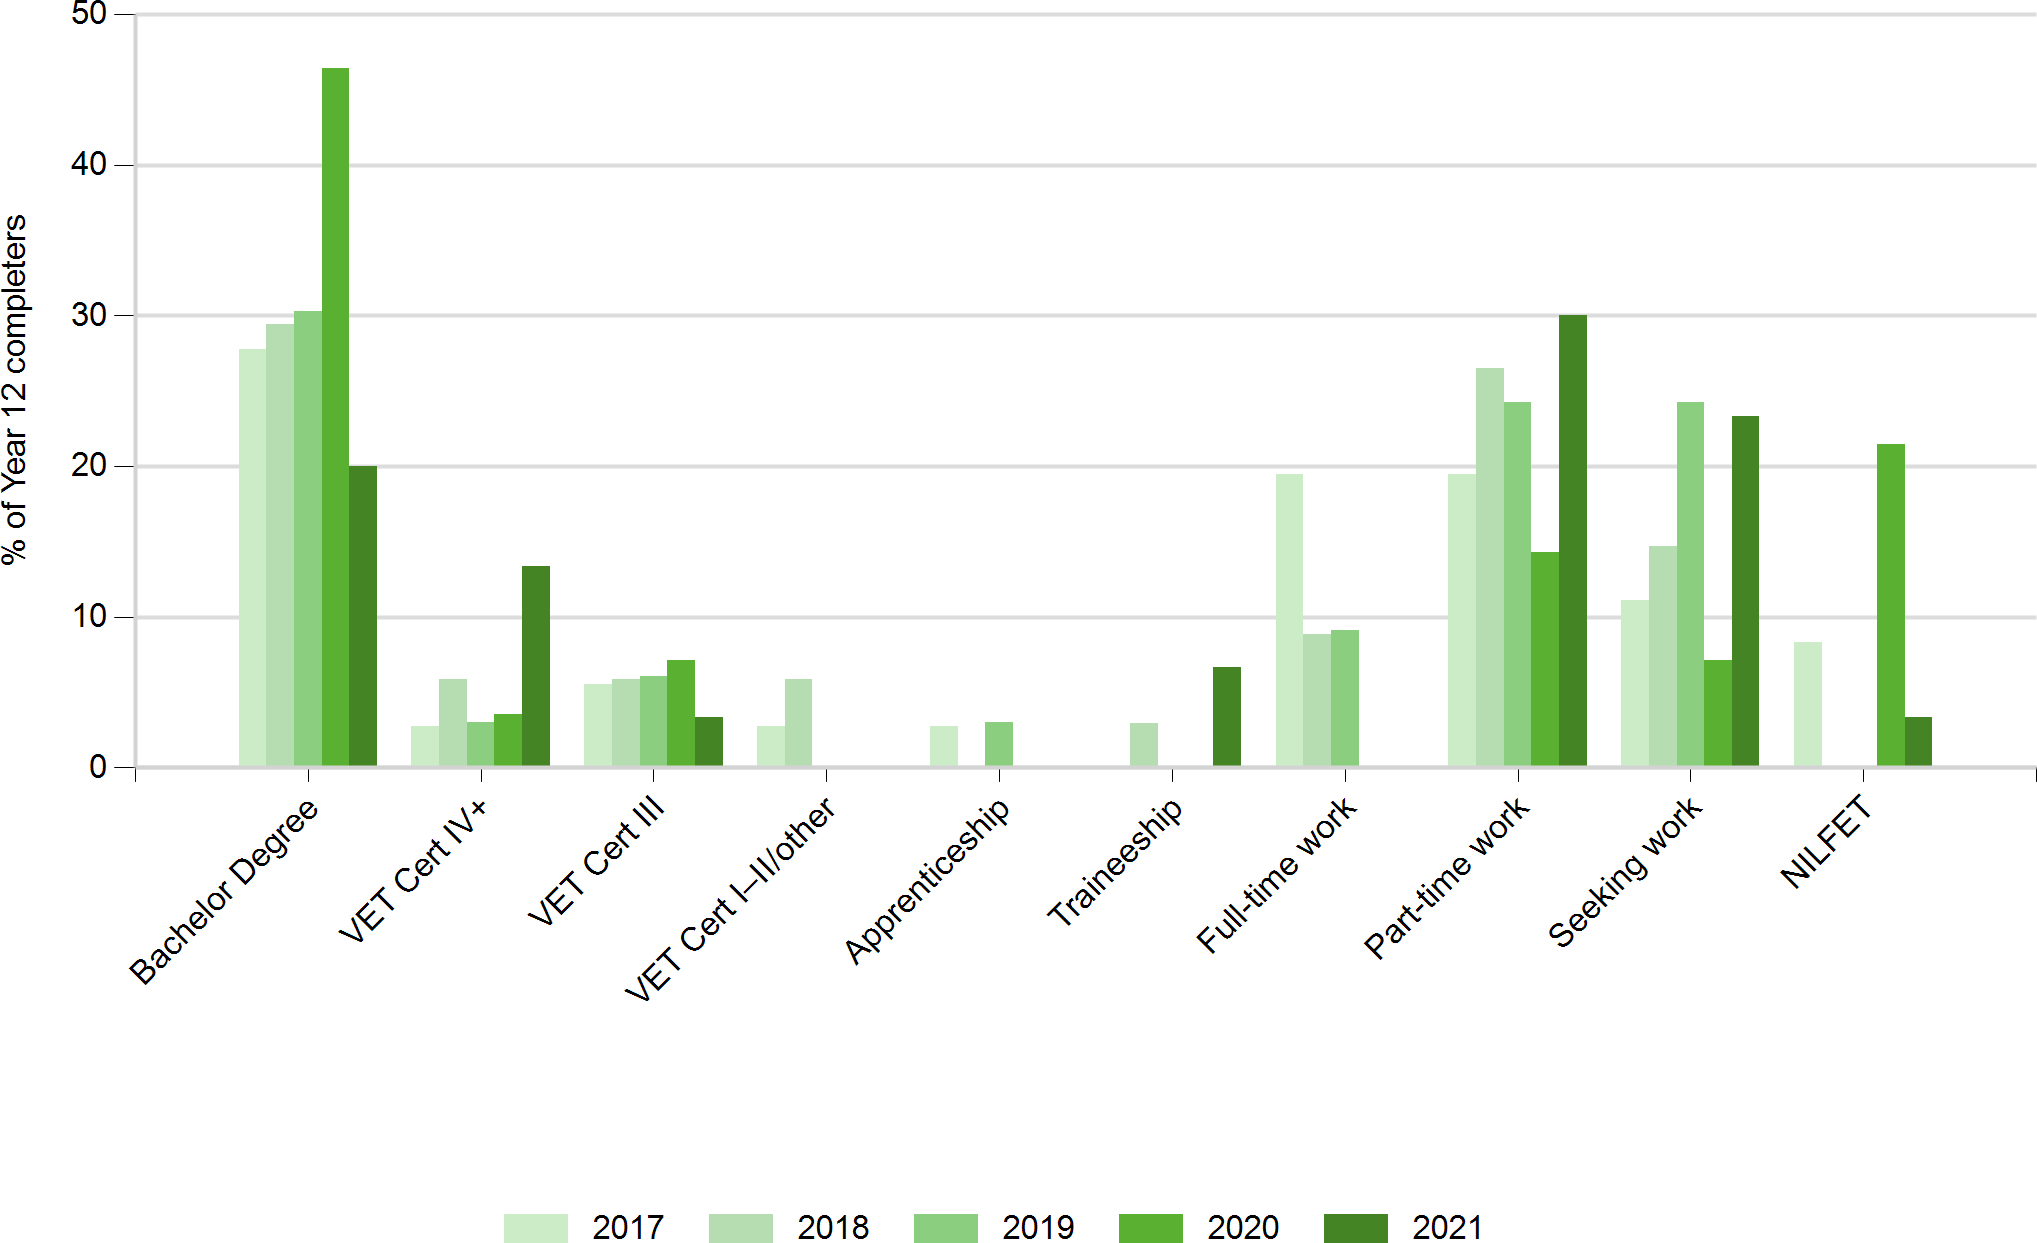 % of Year 12 completers
50
40
30
20
10
0
Bachelor Degree
VET Cert IV+
VET Cert III
VET Cert I–II/other
Apprenticeship
Traineeship
Full-time work
Part-time work
Seeking work
NILFET
2017 2018 2019 2020 2021